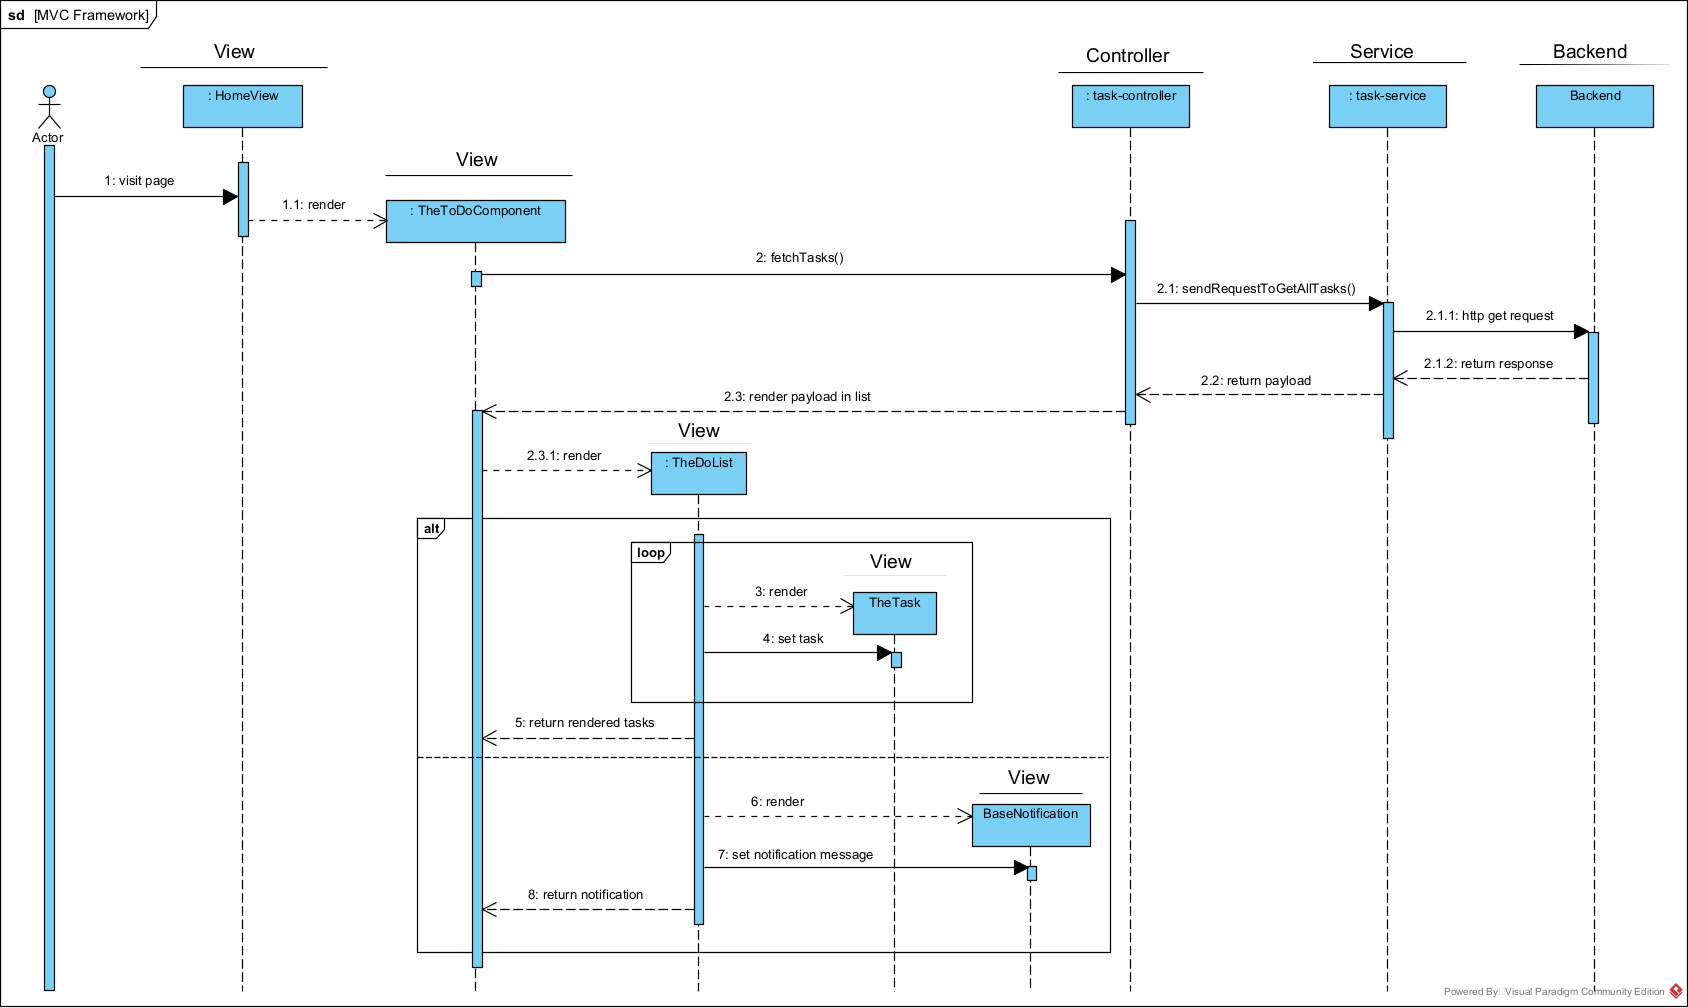 sd [MVC Framework]
View
Controller
Service
Backend
: HomeView
: task-controller
: task-service
Backend
Actor
View
1: visit page
1.1: render
: TheToDoComponent
2: fetchTasks()
2.1: sendRequestToGetAllTasks()
2.1.1: http get request
2.1.2: return response
2.2: return payload
2.3: render payload in list
View
2.3.1: render
: TheDoList
alt
loop
View
3: render
TheTask
4: set task
5: return rendered tasks
View
6: render
BaseNotification
7: set notification message
8: return notification
Powered By Visual Paradigm Community Edition